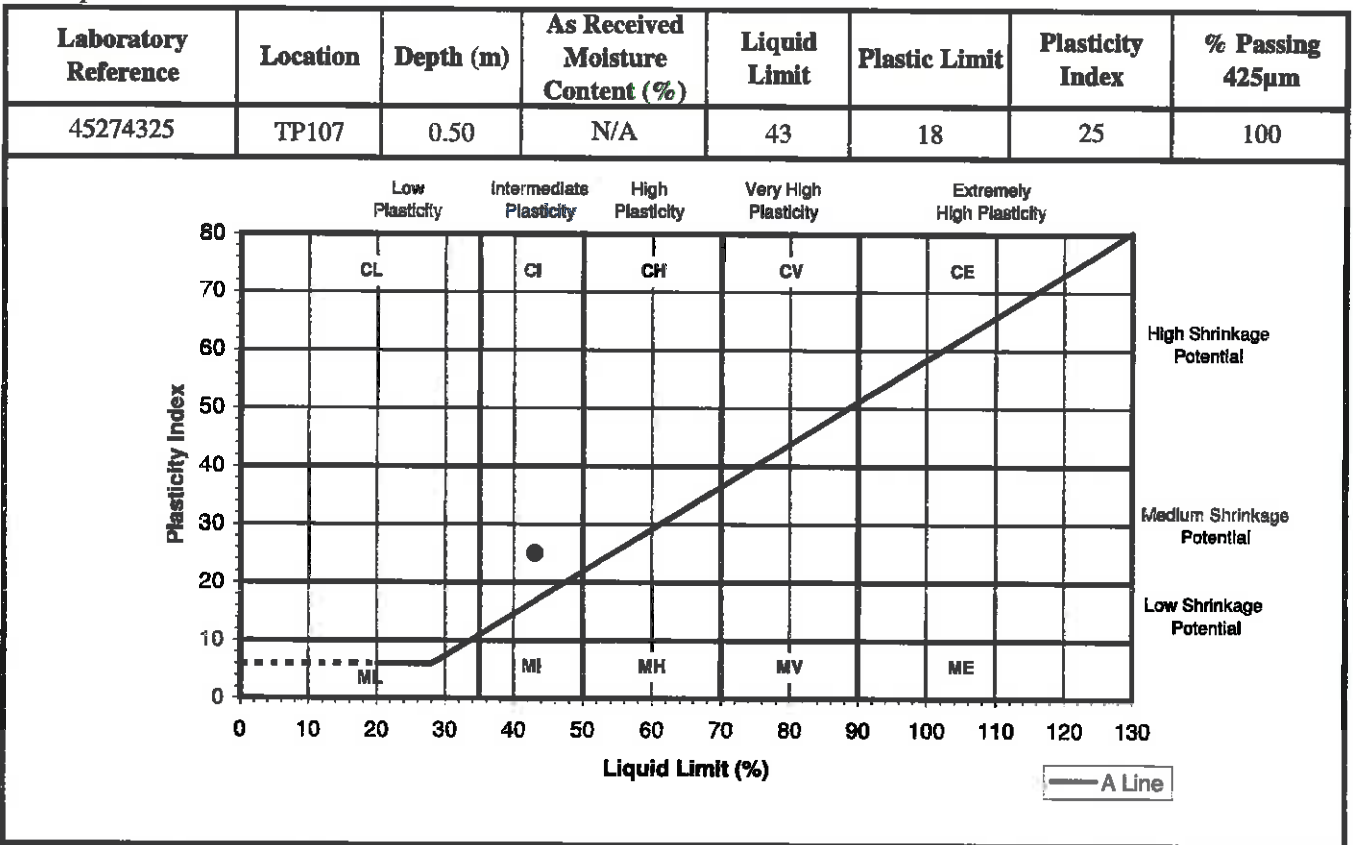 Laboratory Reference
Location
Depth (m)
As Received Moisture Content (%)
Liquid Limit
Plastic Limit
Plasticity Index
% Passing 425µm
45274325
TP107
0.50
N/A
43
18
25
100
Low Plasticity
Intermediate Plasticity
High Plasticity
Very High Plasticity
Extremely High Plasticity
80
70
60
50
40
30
20
10
0
Plasticity Index
CL
CI
CH
CV
CE
High Shrinkage Potential
Medium Shrinkage Potential
Low Shrinkage Potential
ML
MI
MH
MV
ME
0 10 20 30 40 50 60 70 80 90 100 110 120 130
Liquid Limit (%)
A Line